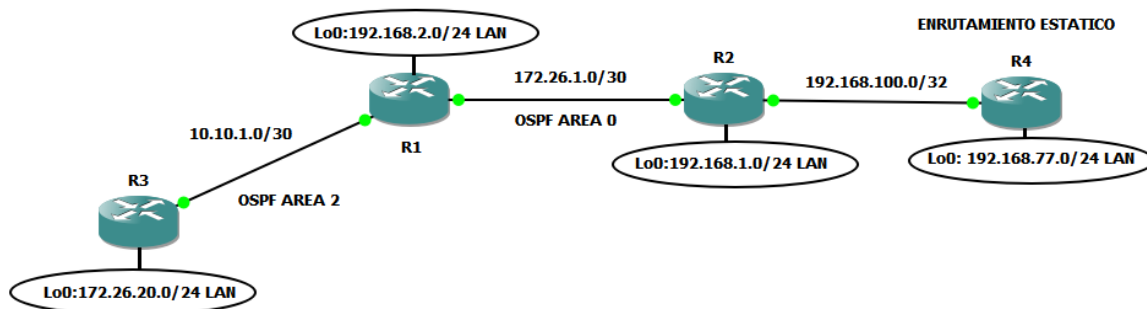 ENRUTAMIENTO ESTATICO
Lo0:192.168.2.0/24 LAN
R2
R4
172.26.1.0/30
192.168.100.0/32
OSPF AREA 0
10.10.1.0/30
R1
Lo0:192.168.1.0/24 LAN
Lo0: 192.168.77.0/24 LAN
R3
OSPF AREA 2
Lo0:172.26.20.0/24 LAN